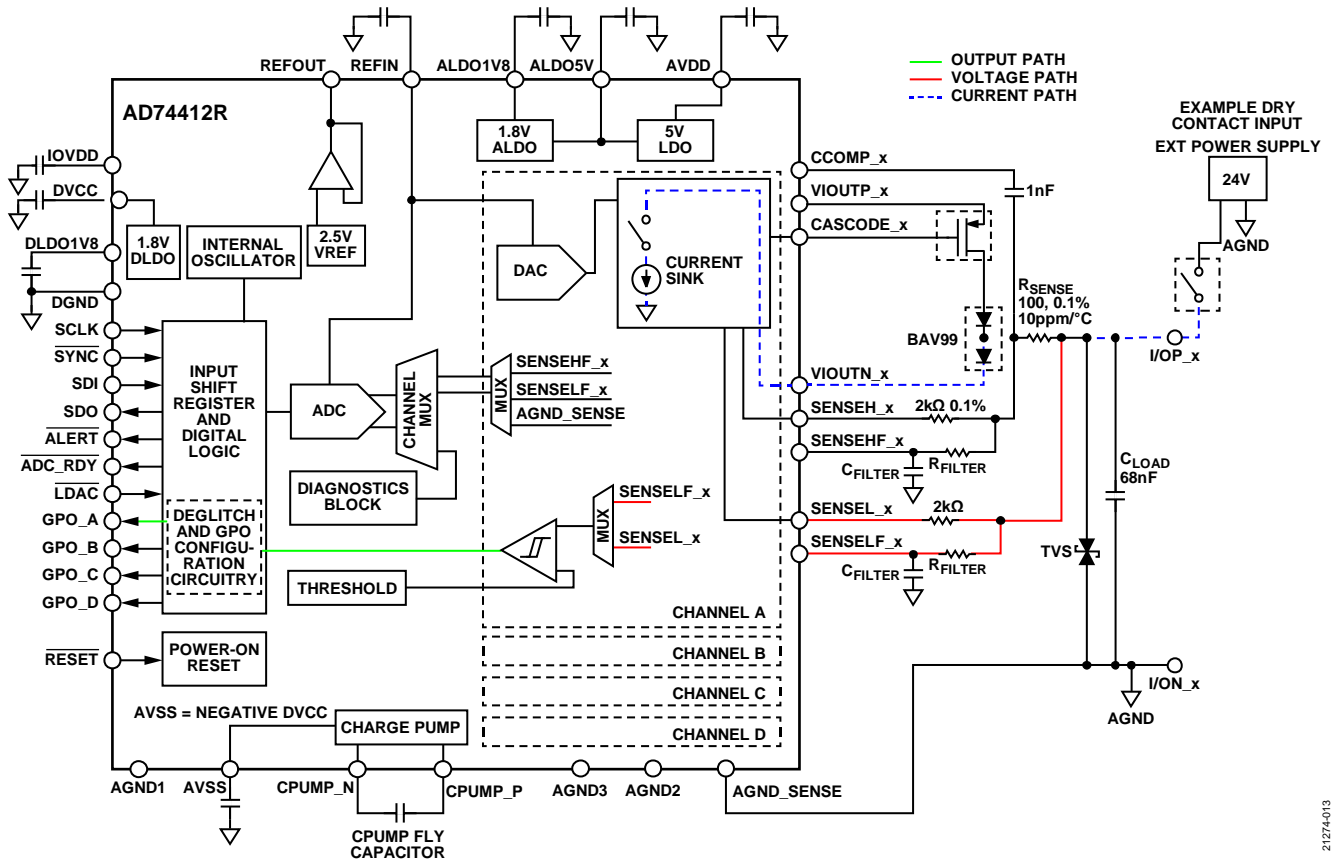 REFOUT
REFIN
ALDO1V8
ALDO5V
AVDD
OUTPUT PATH
VOLTAGE PATH
CURRENT PATH
AD74412R
EXAMPLE DRY
CONTACT INPUT
EXT POWER SUPPLY
24V
AGND
IOVDD
DVCC
DLDO1V8
DGND
SCLK
SYNC
SDI
SDO
ALERT
ADC_RDY
LDAC
GPO_A
GPO_B
GPO_C
GPO_D
RESET
1.8V
DLDO
INTERNAL
OSCILLATOR
2.5V
VREF
1.8V
ALDO
5V
LDO
DAC
CURRENT
SINK
INPUT
SHIFT
REGISTER
AND
DIGITAL
LOGIC
ADC
CHANNEL
MUX
MUX
SENSEHF_x
SENSELF_x
AGND_SENSE
DIAGNOSTICS
BLOCK
DEGLITCH
AND GPO
CONFIGU-
RATION
CIRCUITRY
MUX
SENSELF_x
SENSEL_x
THRESHOLD
CHANNEL A
CHANNEL B
CHANNEL C
CHANNEL D
POWER-ON
RESET
AVSS = NEGATIVE DVCC
CHARGE PUMP
CCOMP_x
VIOUTP_x
CASCODE_x
1nF
RSENSE
100, 0.1%
10ppm/°C
BAV99
I/OP_x
VIOUTN_x
SENSEH_x
2kΩ 0.1%
SENSEHF_x
CFILTER
RFILTER
SENSEL_x
2kΩ
SENSELF_x
CFILTER
RFILTER
TVS
CLOAD
68nF
I/ON_x
AGND
AGND1
AVSS
CPUMP_N
CPUMP_P
AGND3
AGND2
AGND_SENSE
CPUMP FLY
CAPACITOR
21274-013